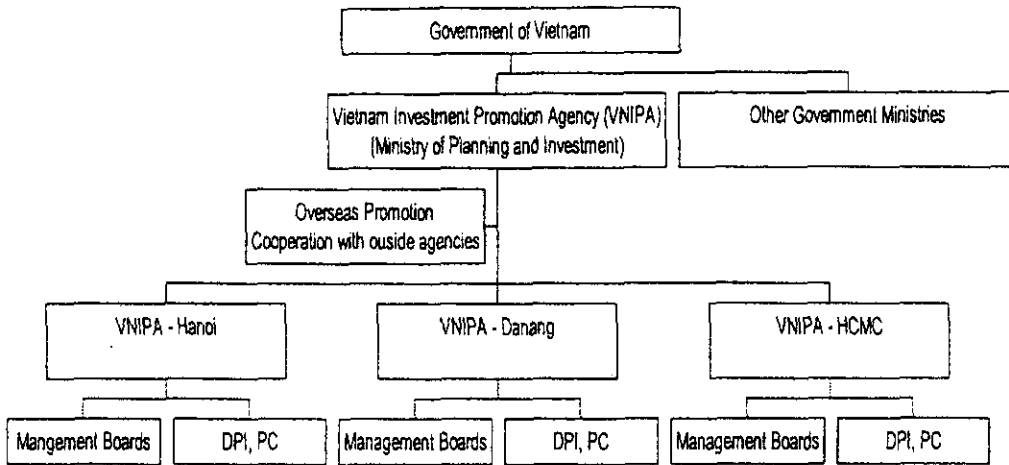 Government of Vietnam
Vietnam Investment Promotion Agency (VNIPA)
(Ministry of Planning and Investment)
Other Government Ministries
Overseas Promotion
Cooperation with ouside agencies
VNIPA - Hanoi
VNIPA - Danang
VNIPA - HCMC
Mangement Boards
DPI, PC
Management Boards
DPI, PC
Management Boards
DPI, PC